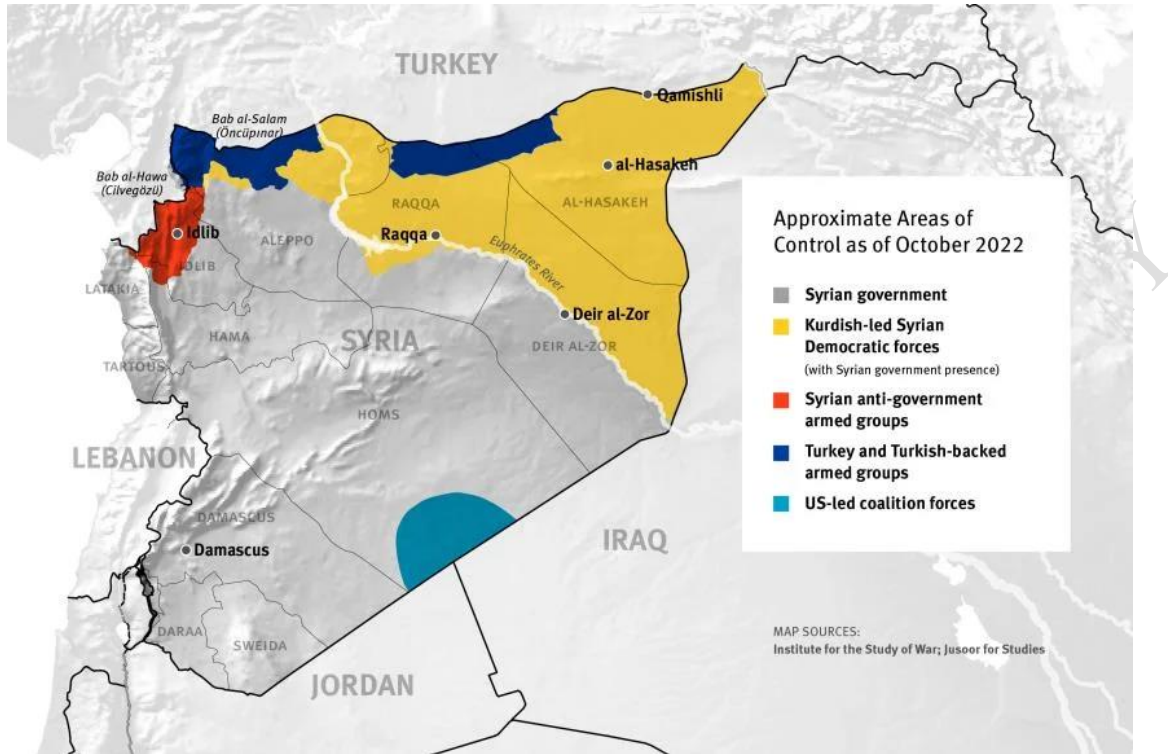 TURKEY
Qamishli
Bab al-Salam
(Öncüpınar)
al-Hasakeh
Bab al-Hawa
(Cilvegözü)
RAQQA
AL-HASAKEH
Idlib
ALEPPO
Raqqa
Euphrates River
IDLIB
LATAKIA
Deir al-Zor
HAMA
SYRIA
DEIR AL-ZOR
TARTOUS
HOMS
LEBANON
DAMASCUS
Damascus
IRAQ
DARAA
SWEIDA
JORDAN
Approximate Areas of
Control as of October 2022
Syrian government
Kurdish-led Syrian
Democratic forces
(with Syrian government presence)
Syrian anti-government
armed groups
Turkey and Turkish-backed
armed groups
US-led coalition forces
MAP SOURCES:
Institute for the Study of War; Jusoor for Studies